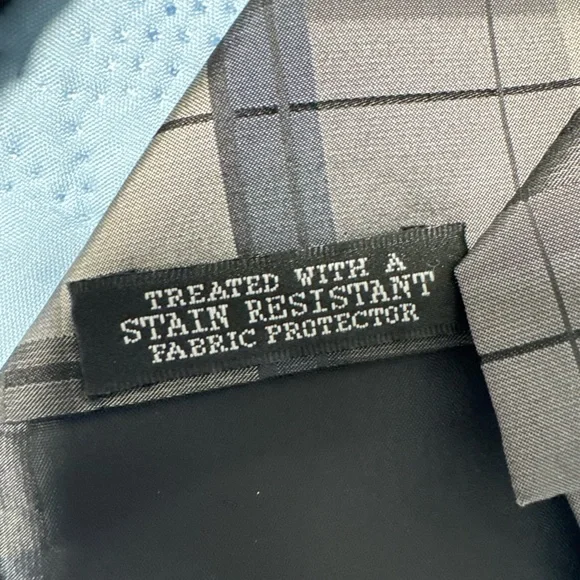 TREATED WITH A
STAIN RESISTANT
FABRIC PROTECTOR